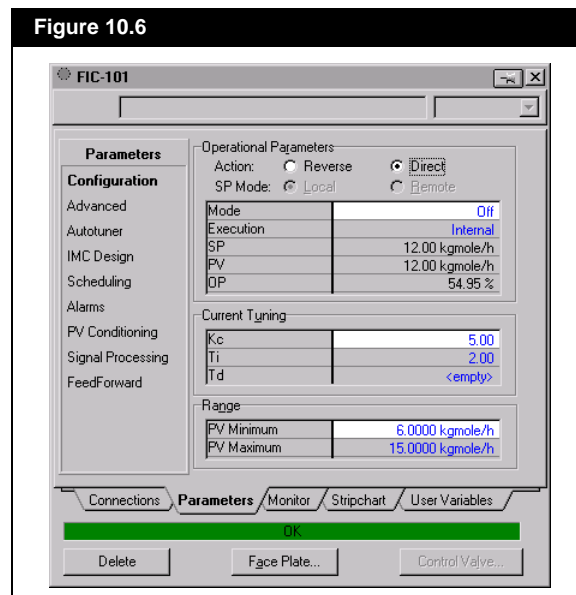 Figure 10.6
FIC-101
Parameters
Configuration
Advanced
Autotuner
IMC Design
Scheduling
Alarms
PV Conditioning
Signal Processing
FeedForward
Operational Parameters
Action: Reverse Direct
SP Mode: Local Remote
Mode Off
Execution Internal
SP 12.00 kgmole/h
PV 12.00 kgmole/h
OP 54.95 %
Current Tuning
Kc 5.00
Ti 2.00
Td <empty>
Range
PV Minimum 6.0000 kgmole/h
PV Maximum 15.0000 kgmole/h
Connections Parameters Monitor Stripchart User Variables
OK
Delete Face Plate... Control Valve...